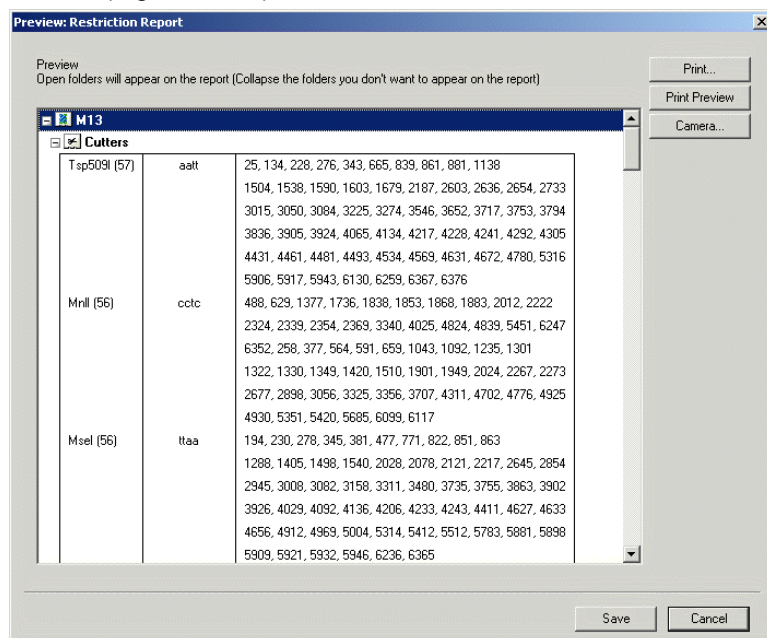 Preview: Restriction Report
Preview
Open folders will appear on the report (Collapse the folders you don't want to appear on the report)
Print...
Print Preview
Camera...
M13
Cutters
Tsp509I (57) aatt 25, 134, 228, 276, 343, 665, 839, 861, 881, 1138
1504, 1538, 1590, 1603, 1679, 2187, 2603, 2636, 2654, 2733
3015, 3050, 3084, 3225, 3274, 3546, 3652, 3717, 3753, 3794
3836, 3905, 3924, 4065, 4134, 4217, 4228, 4241, 4292, 4305
4431, 4461, 4481, 4493, 4534, 4569, 4631, 4672, 4780, 5316
5906, 5917, 5943, 6130, 6259, 6367, 6376
MnlI (56) cctc 488, 629, 1377, 1736, 1838, 1853, 1868, 1883, 2012, 2222
2324, 2339, 2354, 2369, 3340, 4025, 4824, 4839, 5451, 6247
6352, 258, 377, 564, 591, 659, 1043, 1092, 1235, 1301
1322, 1330, 1349, 1420, 1510, 1901, 1949, 2024, 2267, 2273
2677, 2898, 3056, 3325, 3356, 3707, 4311, 4702, 4776, 4925
4930, 5351, 5420, 5685, 6099, 6117
MseI (56) ttaa 194, 230, 278, 345, 381, 477, 771, 822, 851, 863
1288, 1405, 1498, 1540, 2028, 2078, 2121, 2217, 2645, 2854
2945, 3008, 3082, 3158, 3311, 3480, 3735, 3755, 3863, 3902
3926, 4029, 4092, 4136, 4206, 4233, 4243, 4411, 4627, 4633
4656, 4912, 4969, 5004, 5314, 5412, 5512, 5783, 5881, 5898
5909, 5921, 5932, 5946, 6236, 6365
Save
Cancel